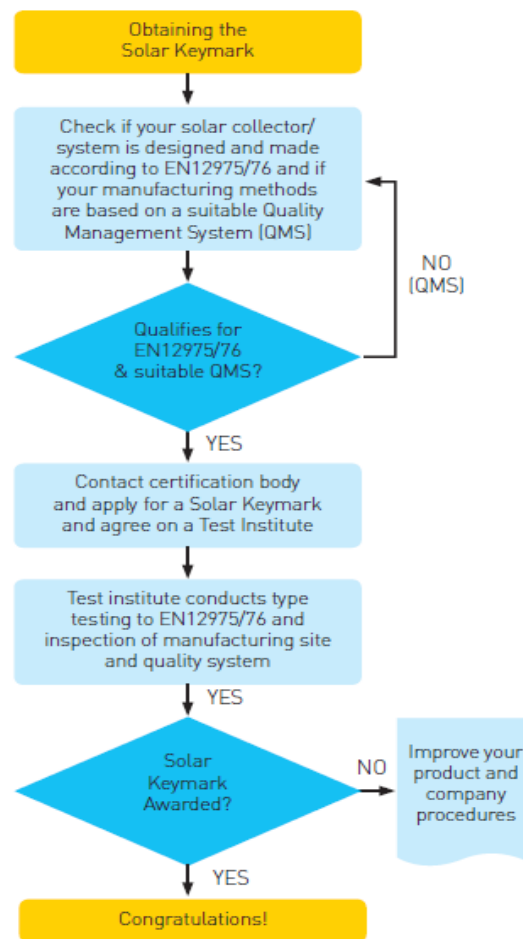 Obtaining the
Solar Keymark
Check if your solar collector/
system is designed and made
according to EN12975/76 and if
your manufacturing methods
are based on a suitable Quality
Management System (QMS)
NO
(QMS)
Qualifies for
EN12975/76
& suitable QMS?
YES
Contact certification body
and apply for a Solar Keymark
and agree on a Test Institute
Test institute conducts type
testing to EN12975/76 and
inspection of manufacturing site
and quality system
YES
Solar
Keymark
Awarded?
NO
Improve your
product and
company
procedures
YES
Congratulations!